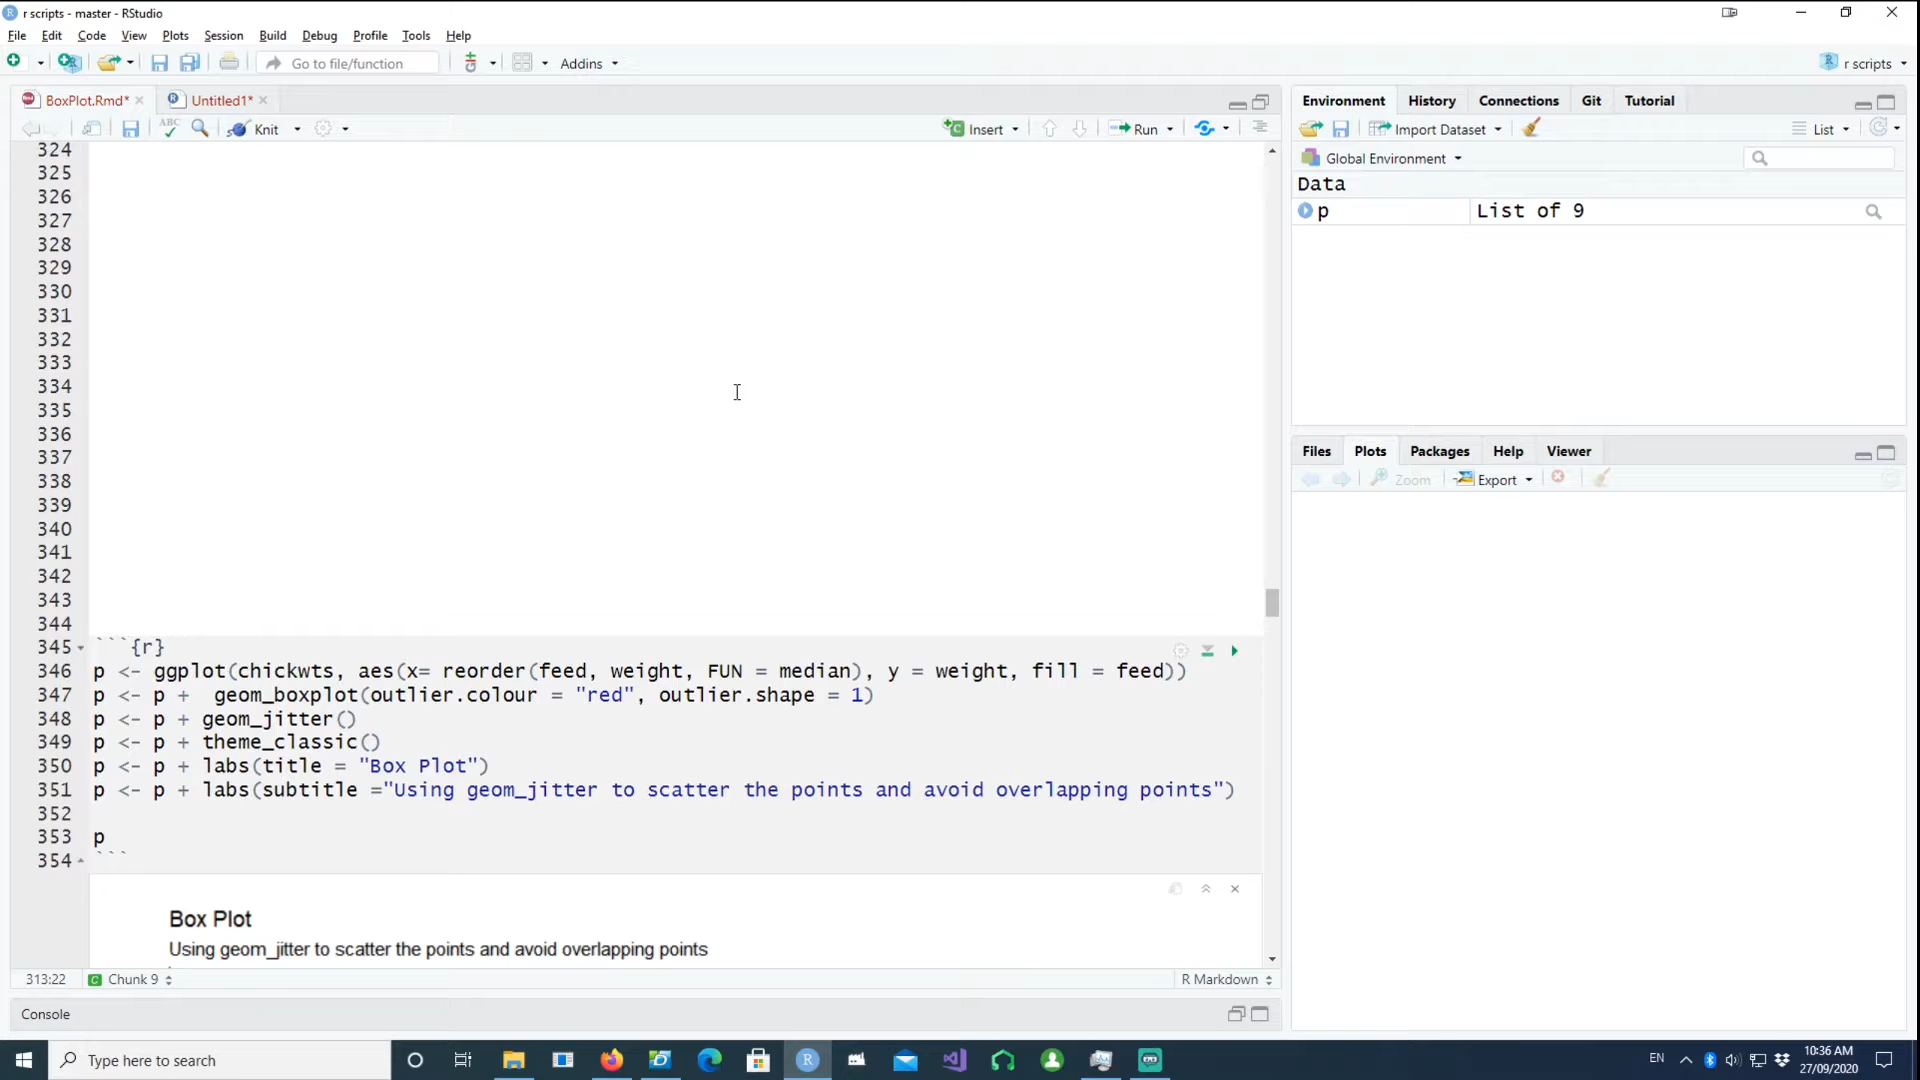 r scripts - master - RStudio
File Edit Code View Plots Session Build Debug Profile Tools Help
Go to file/function
Addins
r scripts
BoxPlot.Rmd*
Untitled1*
ABC
Knit
Insert
Run
324
325
326
327
328
329
330
331
332
333
334
335
336
337
338
339
340
341
342
343
344
345 ```{r}
346 p <- ggplot(chickwts, aes(x= reorder(feed, weight, FUN = median), y = weight, fill = feed))
347 p <- p +  geom_boxplot(outlier.colour = "red", outlier.shape = 1)
348 p <- p + geom_jitter()
349 p <- p + theme_classic()
350 p <- p + labs(title = "Box Plot")
351 p <- p + labs(subtitle ="Using geom_jitter to scatter the points and avoid overlapping points")
352
353 p
354 ```
Box Plot
Using geom_jitter to scatter the points and avoid overlapping points
313:22 Chunk 9 R Markdown
Console
Environment History Connections Git Tutorial
Import Dataset List
Global Environment
Data
p List of 9
Files Plots Packages Help Viewer
Zoom Export
Type here to search
EN
10:36 AM
27/09/2020